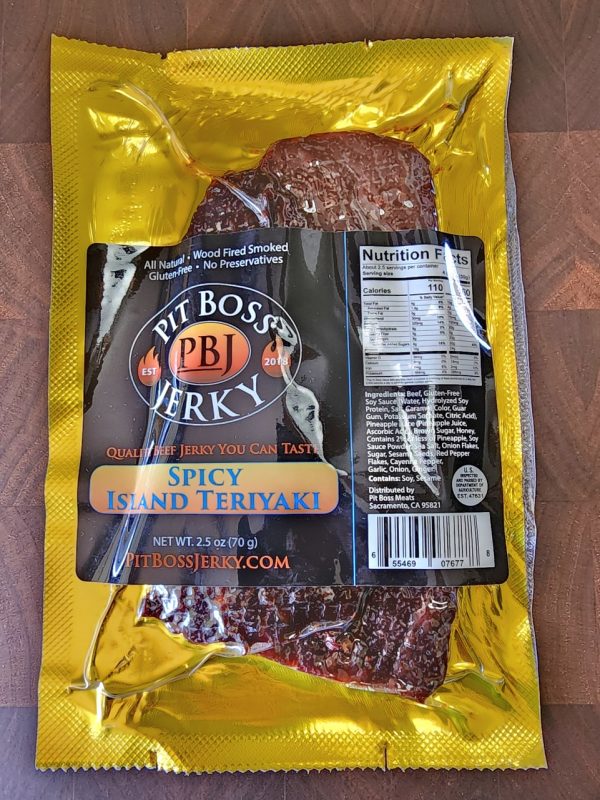 All Natural • Wood Fired Smoked
Gluten-Free • No Preservatives
PIT BOSS
PBJ
EST 2018
JERKY
BEEF JERKY YOU CAN TASTE
SPICY
ISLAND TERIYAKI
NET WT. 2.5 oz (70 g)
PITBOSSJERKY.COM
Nutrition Facts
About 2.5 servings per container
Serving size
Calories 110
% Daily Value*
Ingredients: Beef, Gluten-Free
Soy Sauce (Water, Hydrolyzed Soy
Protein, Salt, Caramel Color, Guar
Gum, Potassium Sorbate, Citric Acid),
Pineapple Juice (Pineapple Juice,
Ascorbic Acid), Brown Sugar, Honey,
Contains 2% or less of Pineapple, Soy
Sauce Powder, Sea Salt, Onion Flakes,
Sugar, Sesame Seeds, Red Pepper
Flakes, Cayenne Pepper,
Garlic, Onion, Ginger
Contains: Soy, Sesame
Distributed by
Pit Boss Meats
Sacramento, CA 95821
U.S.
INSPECTED
AND PASSED BY
DEPARTMENT OF
AGRICULTURE
EST. 47631
6 55469 07677 8